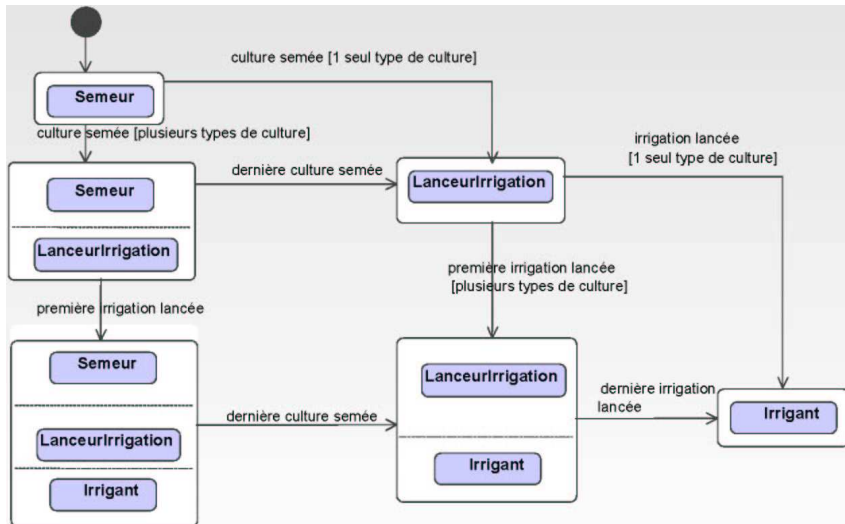 culture semée [1 seul type de culture]
Semeur
culture semée [plusieurs types de culture]
irrigation lancée
[1 seul type de culture]
Semeur
dernière culture semée
LanceurIrrigation
LanceurIrrigation
première irrigation lancée
[plusieurs types de culture]
première irrigation lancée
Semeur
LanceurIrrigation
dernière irrigation
lancée
dernière culture semée
Irrigant
LanceurIrrigation
Irrigant
Irrigant